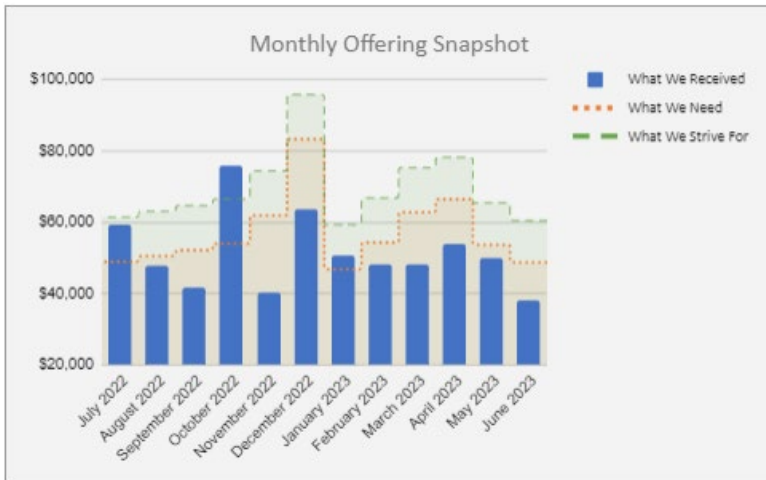 Monthly Offering Snapshot
$100,000
$80,000
$60,000
$40,000
$20,000
What We Received
What We Need
What We Strive For
July 2022
August 2022
September 2022
October 2022
November 2022
December 2022
January 2023
February 2023
March 2023
April 2023
May 2023
June 2023